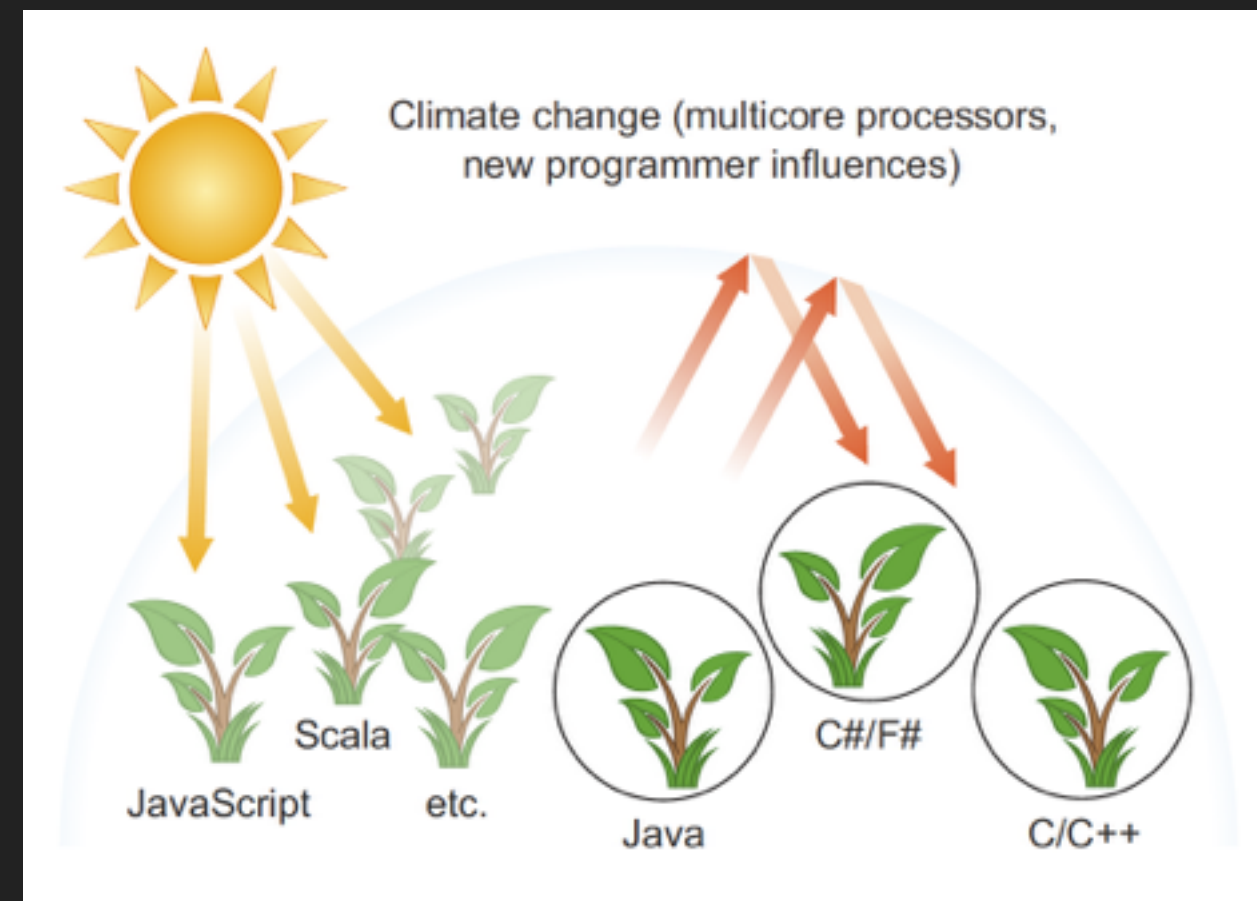 Climate change (multicore processors,
new programmer influences)
Scala
C#/F#
JavaScript
etc.
Java
C/C++